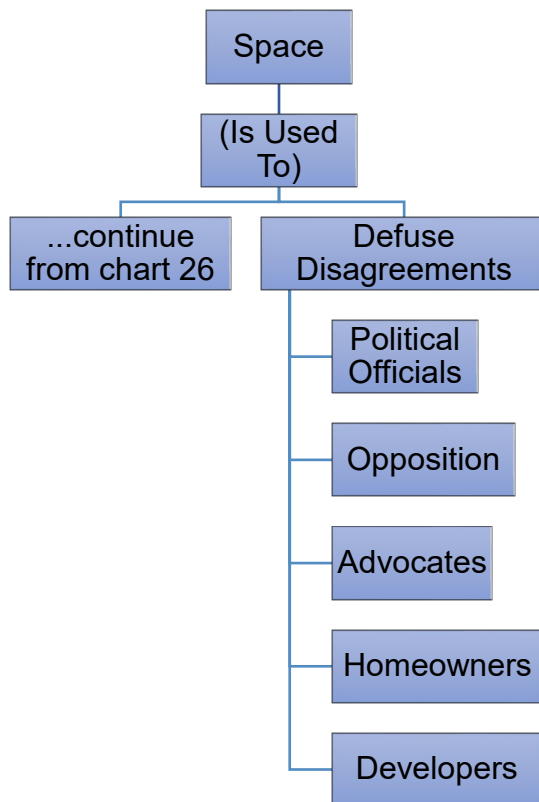 Space
(Is Used
To)
...continue
from chart 26
Defuse
Disagreements
Political
Officials
Opposition
Advocates
Homeowners
Developers